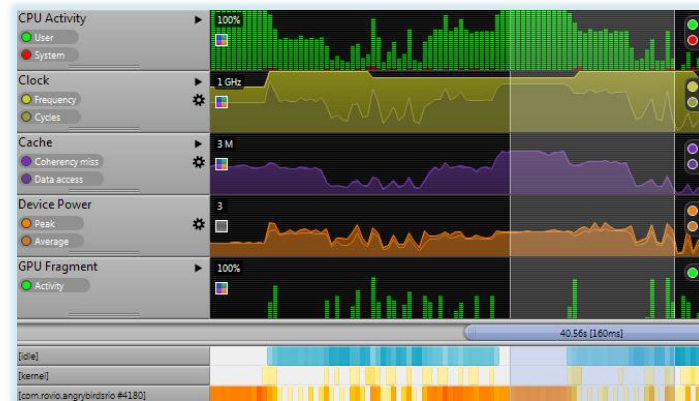 CPU Activity
100%
User
System
Clock
1 GHz
Frequency
Cycles
Cache
3 M
Coherency miss
Data access
Device Power
3
Peak
Average
GPU Fragment
100%
Activity
40.56s [160ms]
[idle]
[kernel]
[com.rovio.angrybirdsrio #4180]